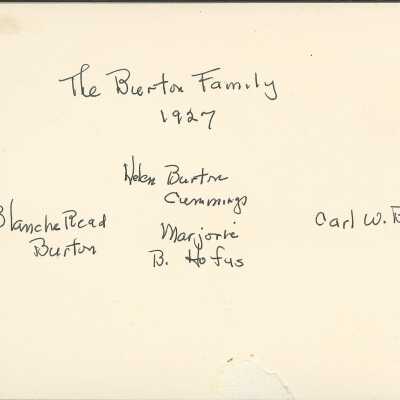 The Burton Family
1927
Helen Burton
Cummings
Blanche Read
Burton
Marjorie
B. Hofus
Carl W. B